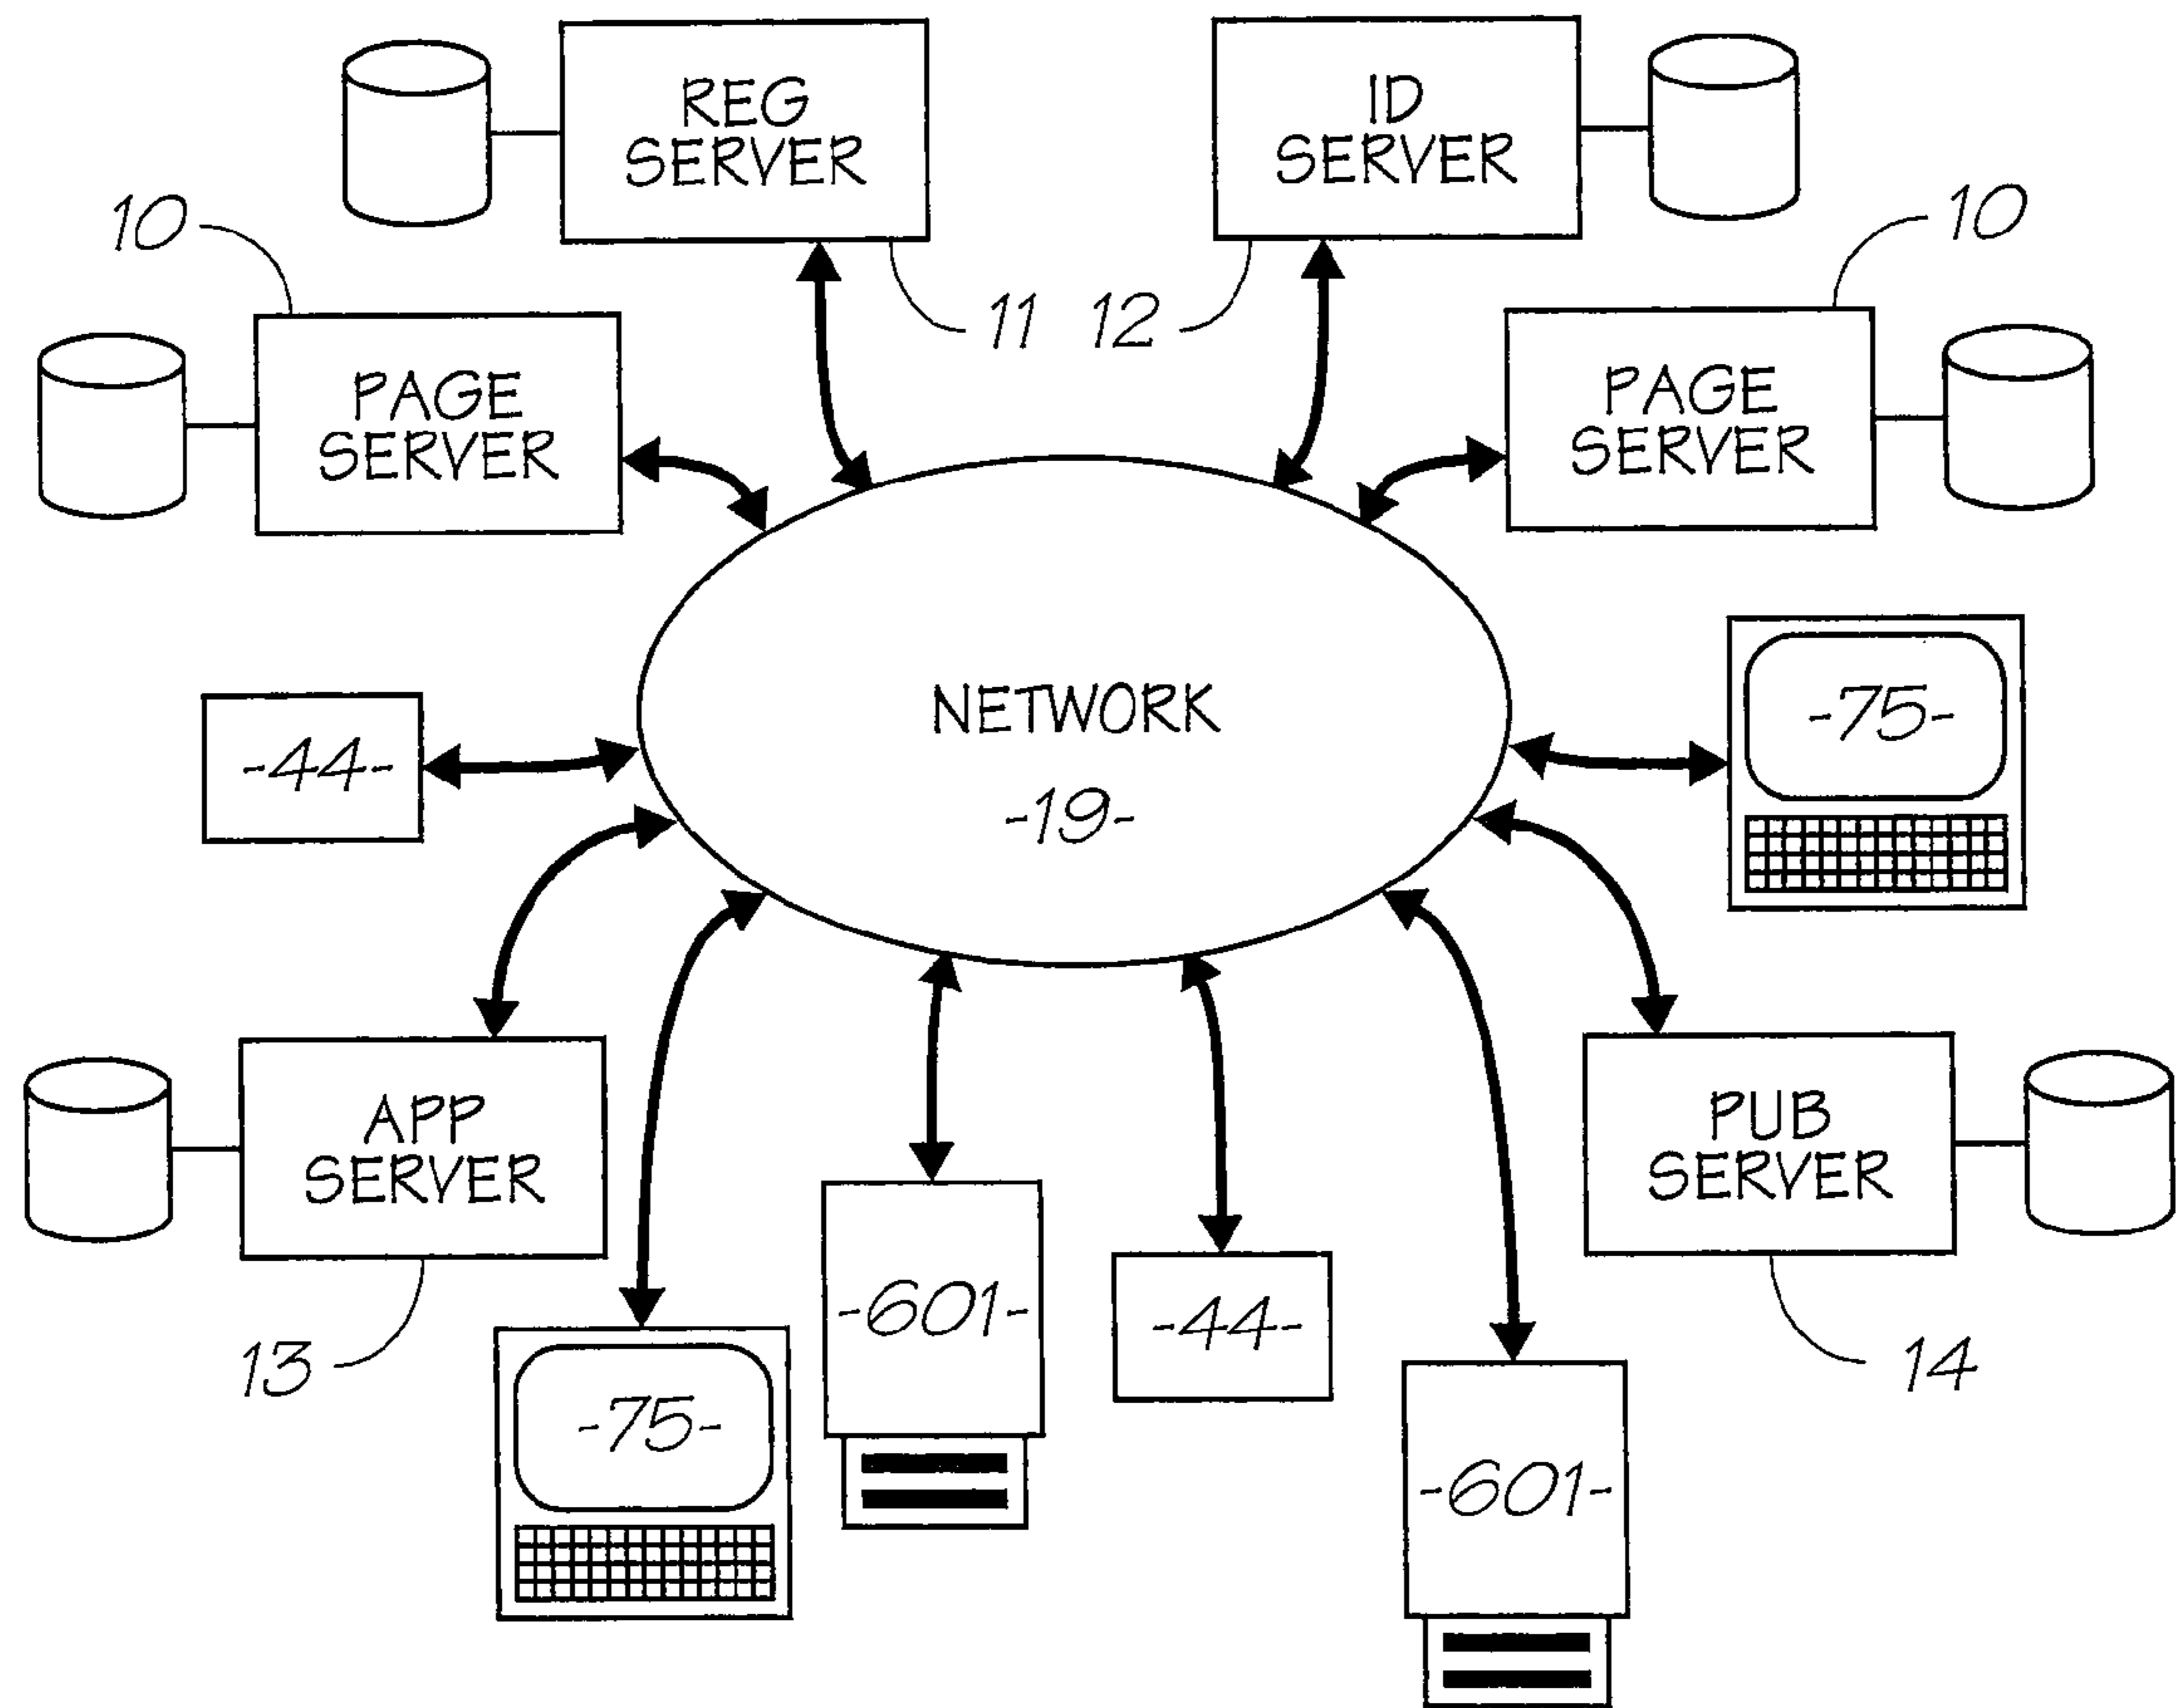 REG
SERVER
ID
SERVER
10
10
11
12
PAGE
SERVER
PAGE
SERVER
NETWORK
-19-
-44-
-75-
APP
SERVER
PUB
SERVER
-601-
-44-
13
14
-75-
-601-